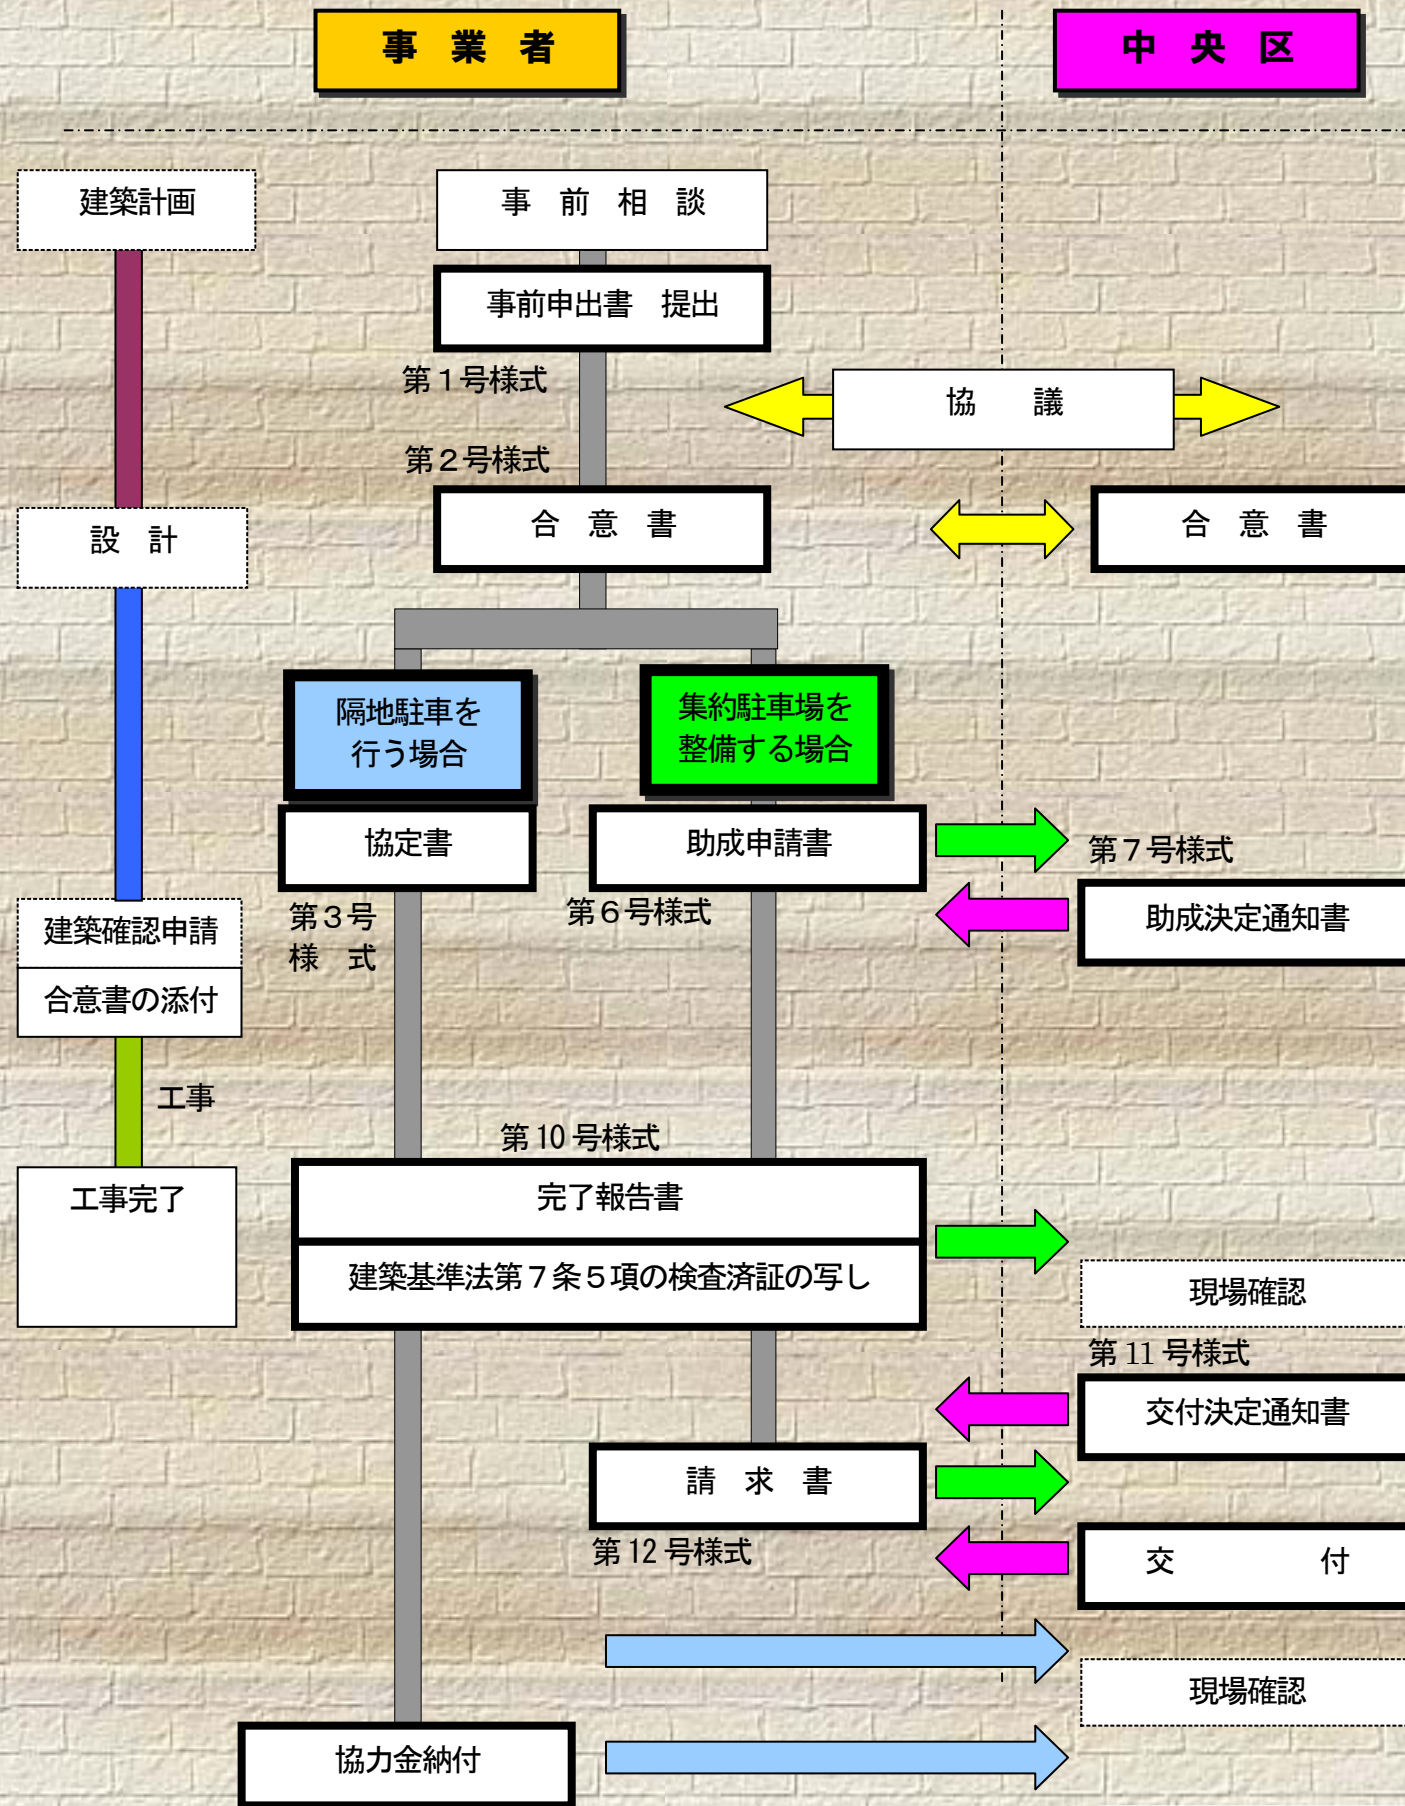 事　業　者
中　央　区
建築計画
事　前　相　談
事前申出書　提出
第１号様式
協　　議
第２号様式
設　計
合　意　書
合　意　書
隔地駐車を
行う場合
集約駐車場を
整備する場合
協定書
助成申請書
第７号様式
第３号
様　式
第６号様式
助成決定通知書
建築確認申請
合意書の添付
工事
第10号様式
工事完了
完了報告書
建築基準法第７条５項の検査済証の写し
現場確認
第11号様式
交付決定通知書
請　求　書
第12号様式
交　　　　　付
現場確認
協力金納付